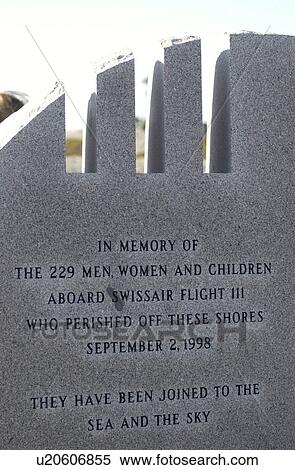 IN MEMORY OF
THE 229 MEN, WOMEN AND CHILDREN
ABOARD SWISSAIR FLIGHT 111
WHO PERISHED OFF THESE SHORES
FOTOSEARCH
SEPTEMBER 2, 1998
THEY HAVE BEEN JOINED TO THE
SEA AND THE SKY
u20606855 www.fotosearch.com